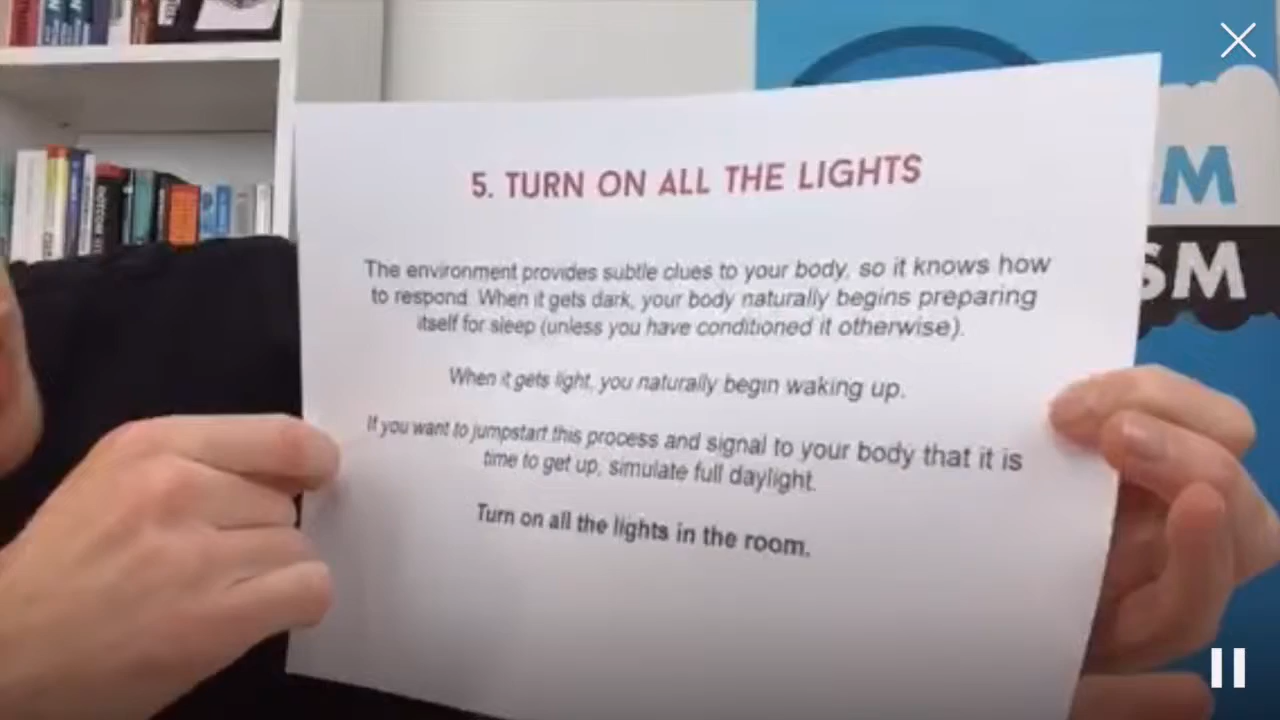 5. TURN ON ALL THE LIGHTS
The environment provides subtle clues to your body, so it knows how
to respond. When it gets dark, your body naturally begins preparing
itself for sleep (unless you have conditioned it otherwise).
When it gets light, you naturally begin waking up.
If you want to jumpstart this process and signal to your body that it is
time to get up, simulate full daylight.
Turn on all the lights in the room.
M
SM